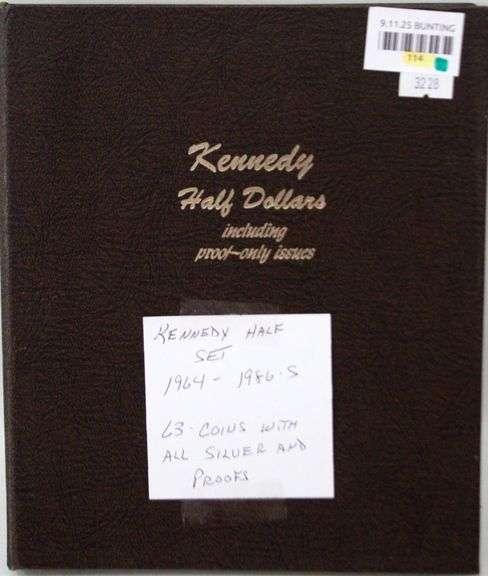 9.11.25 BUNTING
114
3228
Kennedy
Half Dollars
including
proof-only issues
KENNEDY HALF
SET
1964 - 1986-S
63-COINS WITH
ALL SILVER AND
PROOFS